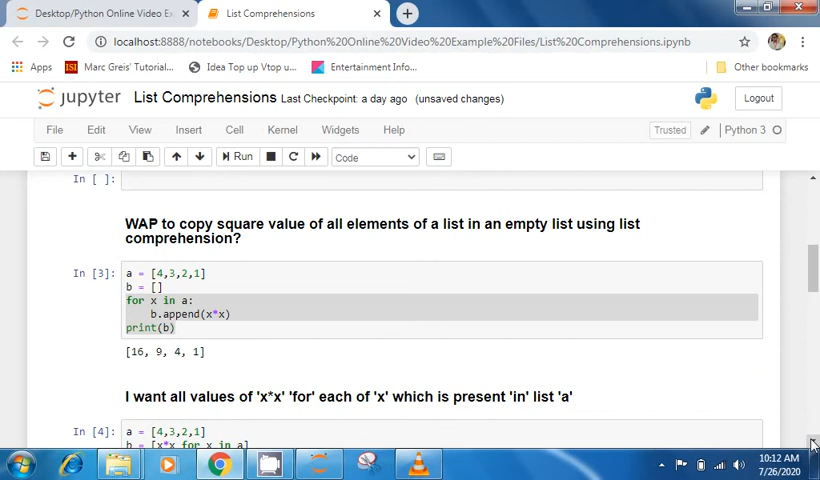 Desktop/Python Online Video Ex
List Comprehensions
localhost:8888/notebooks/Desktop/Python%20Online%20Video%20Example%20Files/List%20Comprehensions.ipynb
Apps
ISI
Marc Greis' Tutorial...
Idea Top up Vtop u...
Entertainment Info...
Other bookmarks
jupyter List Comprehensions Last Checkpoint: a day ago (unsaved changes)
Logout
File Edit View Insert Cell Kernel Widgets Help
Trusted
Python 3
Run
Code
In [ ]:
WAP to copy square value of all elements of a list in an empty list using list
comprehension?
In [3]: a = [4,3,2,1]
b = []
for x in a:
b.append(x*x)
print(b)
[16, 9, 4, 1]
I want all values of 'x*x' 'for' each of 'x' which is present 'in' list 'a'
In [4]: a = [4,3,2,1]
b = [x*x for x in a]
10:12 AM
7/26/2020